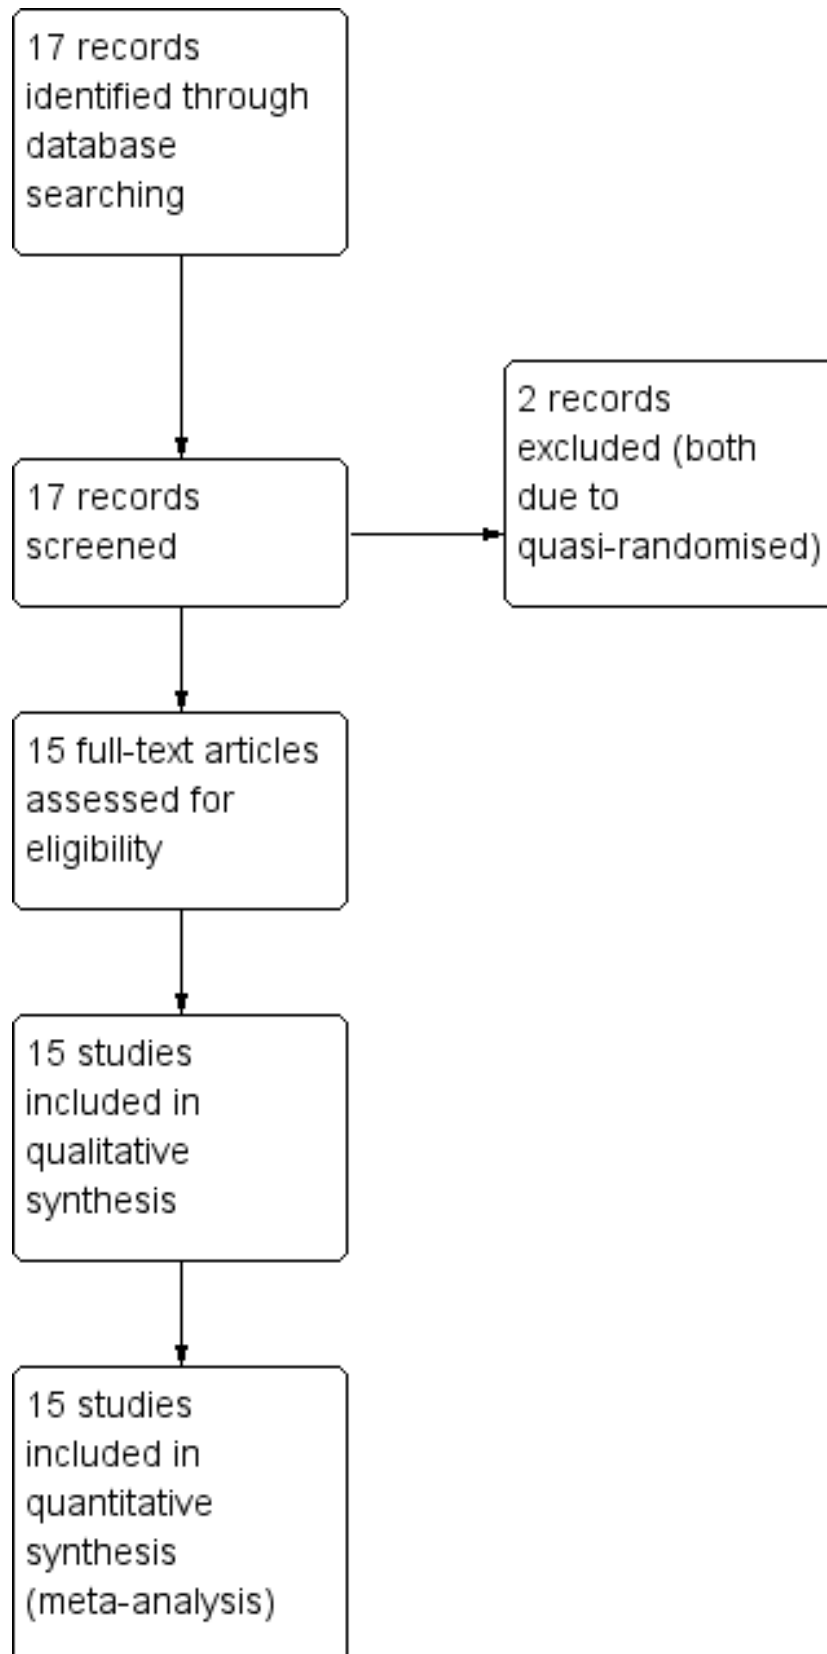 17 records
identified through
database
searching
17 records
screened
2 records
excluded (both
due to
quasi-randomised)
15 full-text articles
assessed for
eligibility
15 studies
included in
qualitative
synthesis
15 studies
included in
quantitative
synthesis
(meta-analysis)